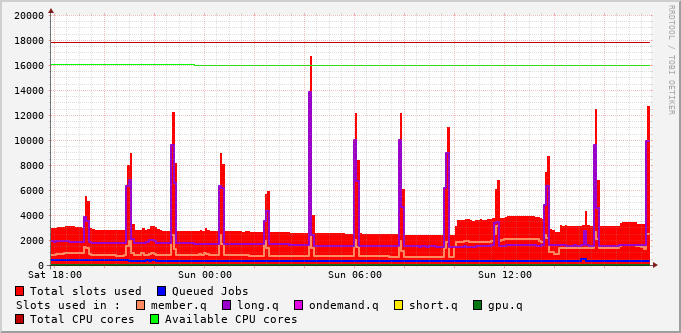 20000
18000
16000
14000
12000
10000
8000
6000
4000
2000
0
Sat 18:00 Sun 00:00 Sun 06:00 Sun 12:00
RRDTOOL / TOBI OETIKER
Total slots used Queued Jobs
Slots used in : member.q long.q ondemand.q short.q gpu.q
Total CPU cores Available CPU cores